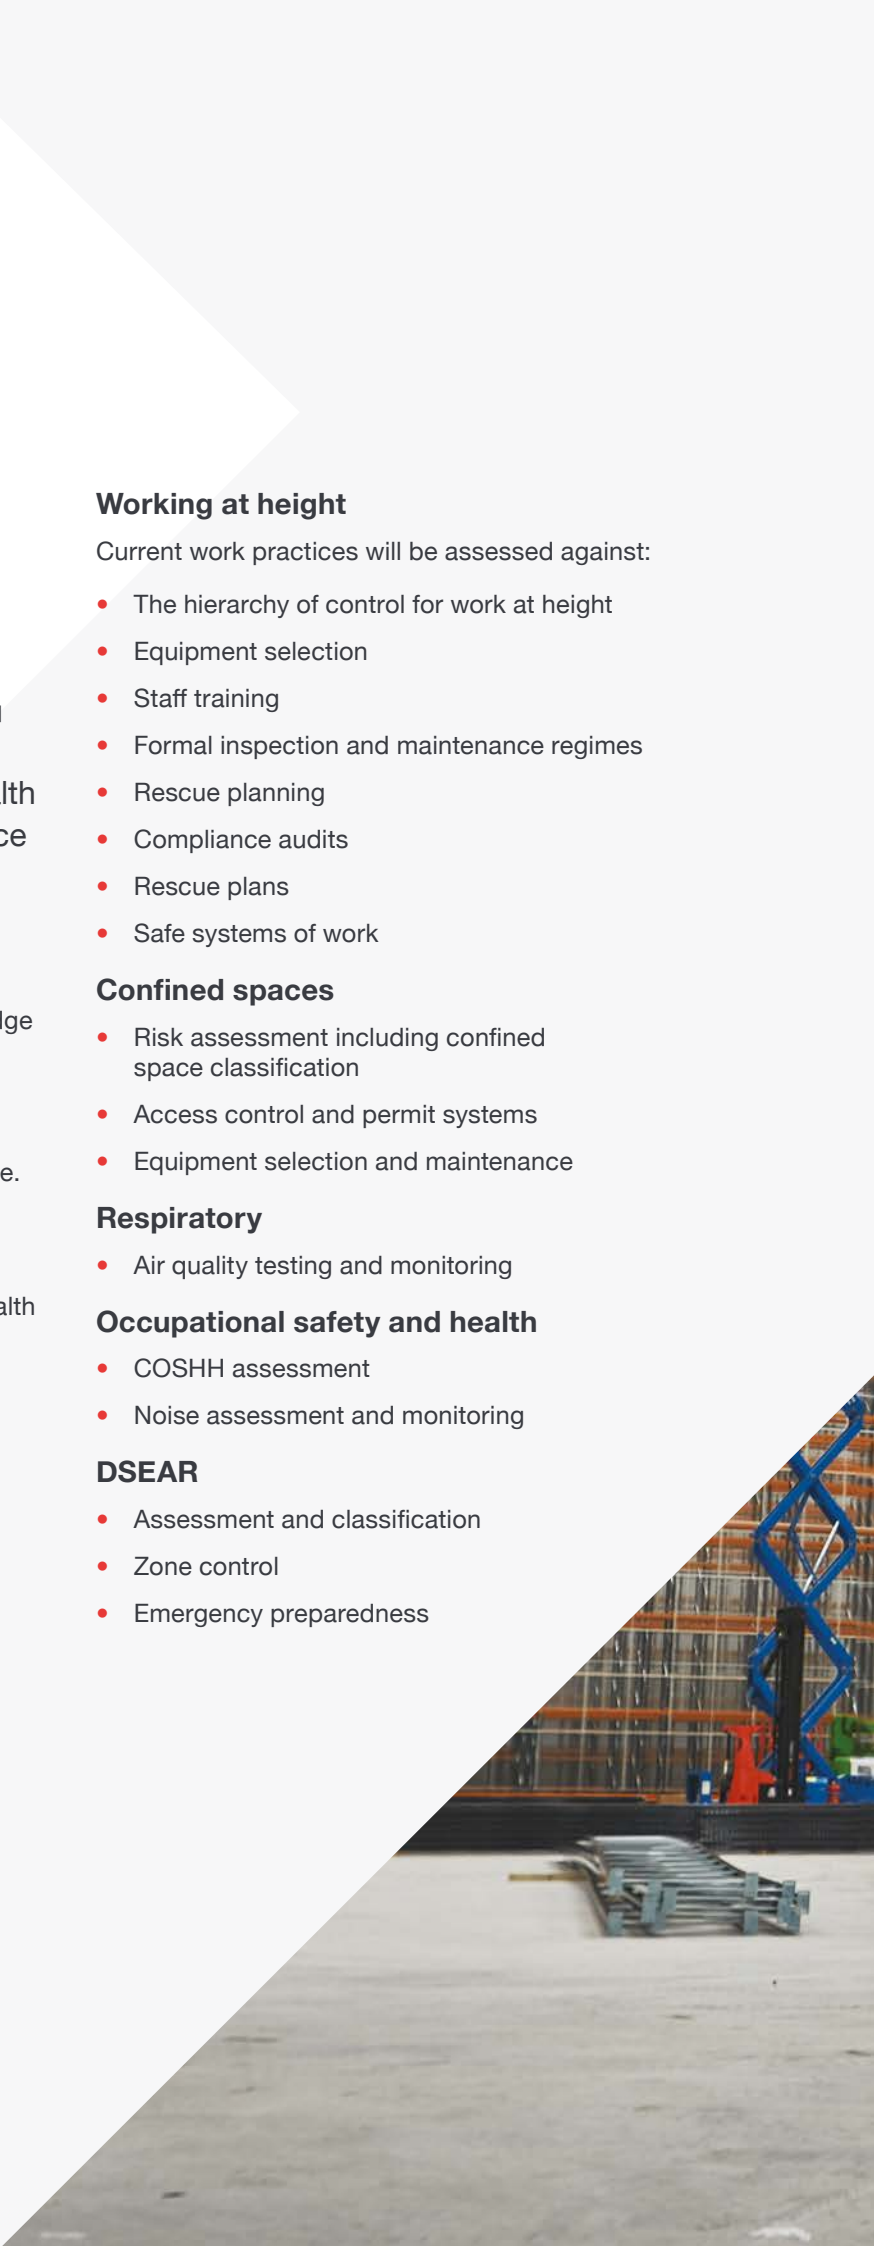 Working at height
Current work practices will be assessed against:
• The hierarchy of control for work at height
• Equipment selection
• Staff training
• Formal inspection and maintenance regimes
• Rescue planning
• Compliance audits
• Rescue plans
• Safe systems of work
Confined spaces
• Risk assessment including confined
space classification
• Access control and permit systems
• Equipment selection and maintenance
Respiratory
• Air quality testing and monitoring
Occupational safety and health
• COSHH assessment
• Noise assessment and monitoring
DSEAR
• Assessment and classification
• Zone control
• Emergency preparedness